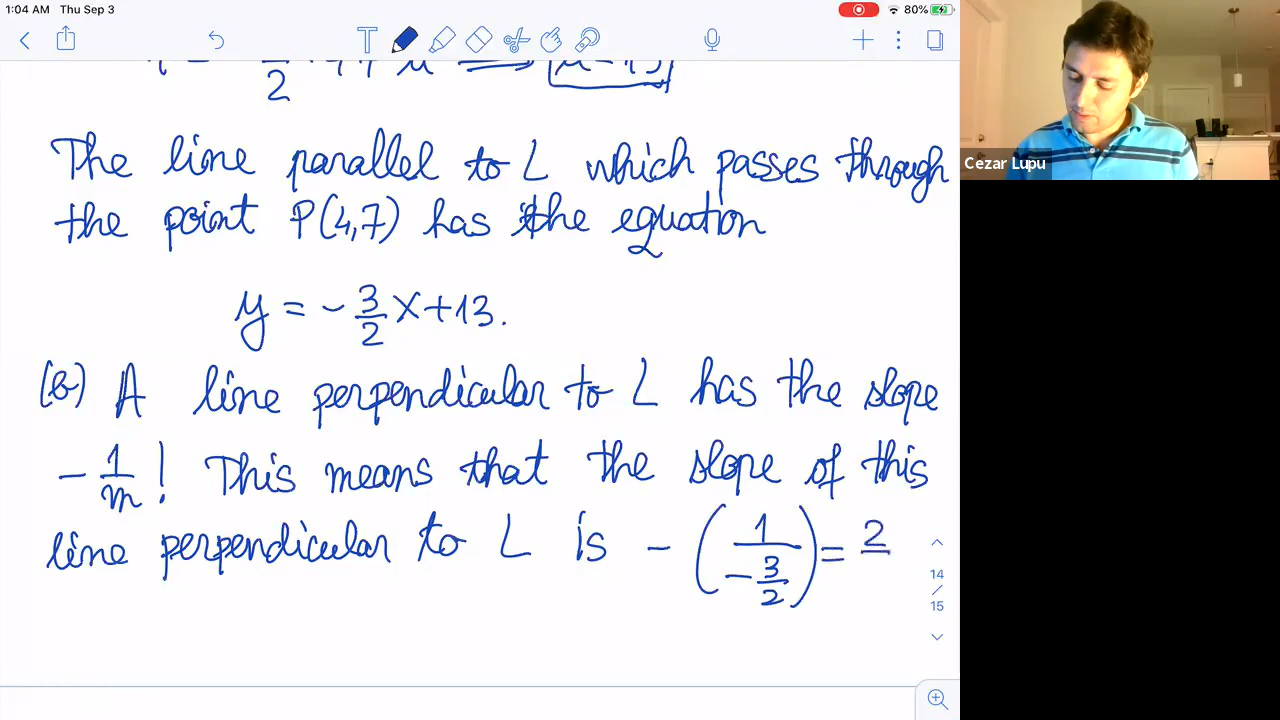 1:04 AM Thu Sep 3
80%
Cezar Lupu
The line parallel to L which passes through
the point P(4,7) has the equation
y = -3/2 x + 13.
(b) A line perpendicular to L has the slope
-1/m! This means that the slope of this
line perpendicular to L is -(1/(-3/2)) = 2
14
/
15